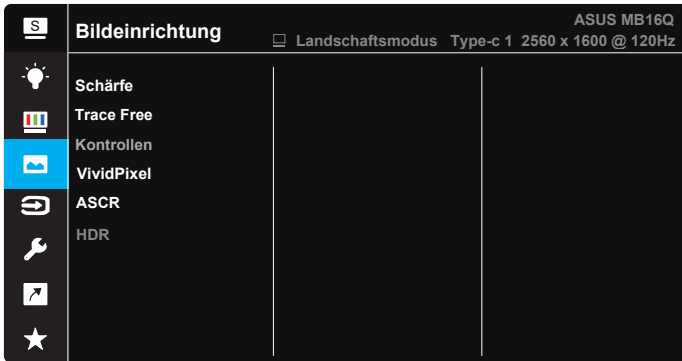 S
Bildeinrichtung
ASUS MB16Q
Landschaftsmodus Type-c 1 2560 x 1600 @ 120Hz
Schärfe
Trace Free
Kontrollen
VividPixel
ASCR
HDR